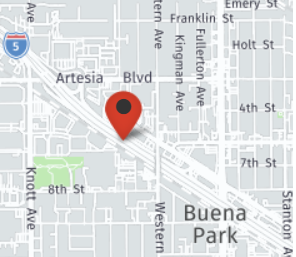 Emery St
Ave
tern Ave
Franklin St
5
Kingman Ave
Fullerton Ave
Holt St
Artesia Blvd
4th St
7th St
Knott Ave
8th St
Western
Buena
Park
Stanton A